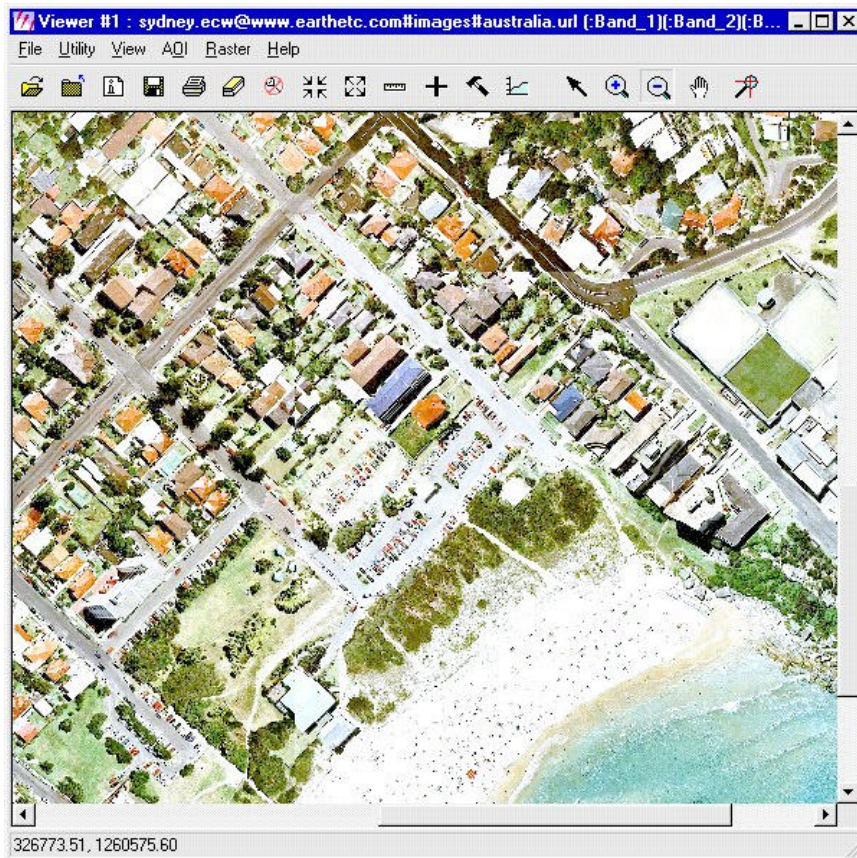 Viewer #1 : sydney.ecw@www.earthetc.com#images#australia.url (:Band_1)(:Band_2)(:B...
File Utility View AOI Raster Help
326773.51, 1260575.60